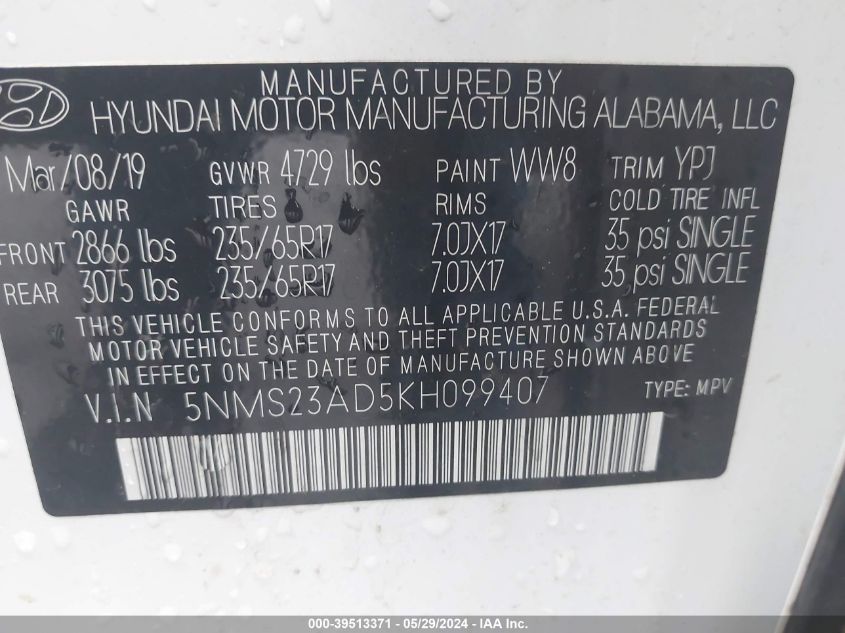 MANUFACTURED BY
HYUNDAI MOTOR MANUFACTURING ALABAMA, LLC
Mar/08/19 GVWR 4729 lbs PAINT WW8 TRIM YPJ
GAWR TIRES RIMS COLD TIRE INFL
FRONT 2866 lbs 235/65R17 7.0JX17 35 psi SINGLE
REAR 3075 lbs 235/65R17 7.0JX17 35 psi SINGLE
THIS VEHICLE CONFORMS TO ALL APPLICABLE U.S.A. FEDERAL
MOTOR VEHICLE SAFETY AND THEFT PREVENTION STANDARDS
IN EFFECT ON THE DATE OF MANUFACTURE SHOWN ABOVE
V.I.N 5NMS23AD5KH099407 TYPE: MPV
000-39513371 - 05/29/2024 - IAA Inc.